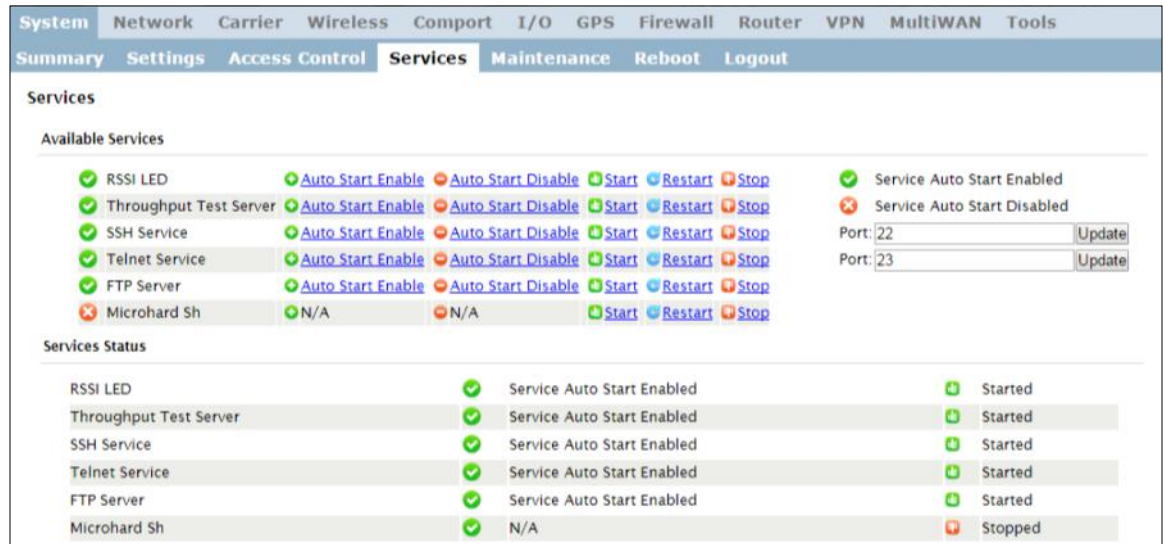 System Network Carrier Wireless Comport I/O GPS Firewall Router VPN MultiWAN Tools
Summary Settings Access Control Services Maintenance Reboot Logout
Services
Available Services
RSSI LED Auto Start Enable Auto Start Disable Start Restart Stop Service Auto Start Enabled
Throughput Test Server Auto Start Enable Auto Start Disable Start Restart Stop Service Auto Start Disabled
SSH Service Auto Start Enable Auto Start Disable Start Restart Stop Port: 22 Update
Telnet Service Auto Start Enable Auto Start Disable Start Restart Stop Port: 23 Update
FTP Server Auto Start Enable Auto Start Disable Start Restart Stop
Microhard Sh N/A N/A Start Restart Stop
Services Status
RSSI LED Service Auto Start Enabled Started
Throughput Test Server Service Auto Start Enabled Started
SSH Service Service Auto Start Enabled Started
Telnet Service Service Auto Start Enabled Started
FTP Server Service Auto Start Enabled Started
Microhard Sh N/A Stopped